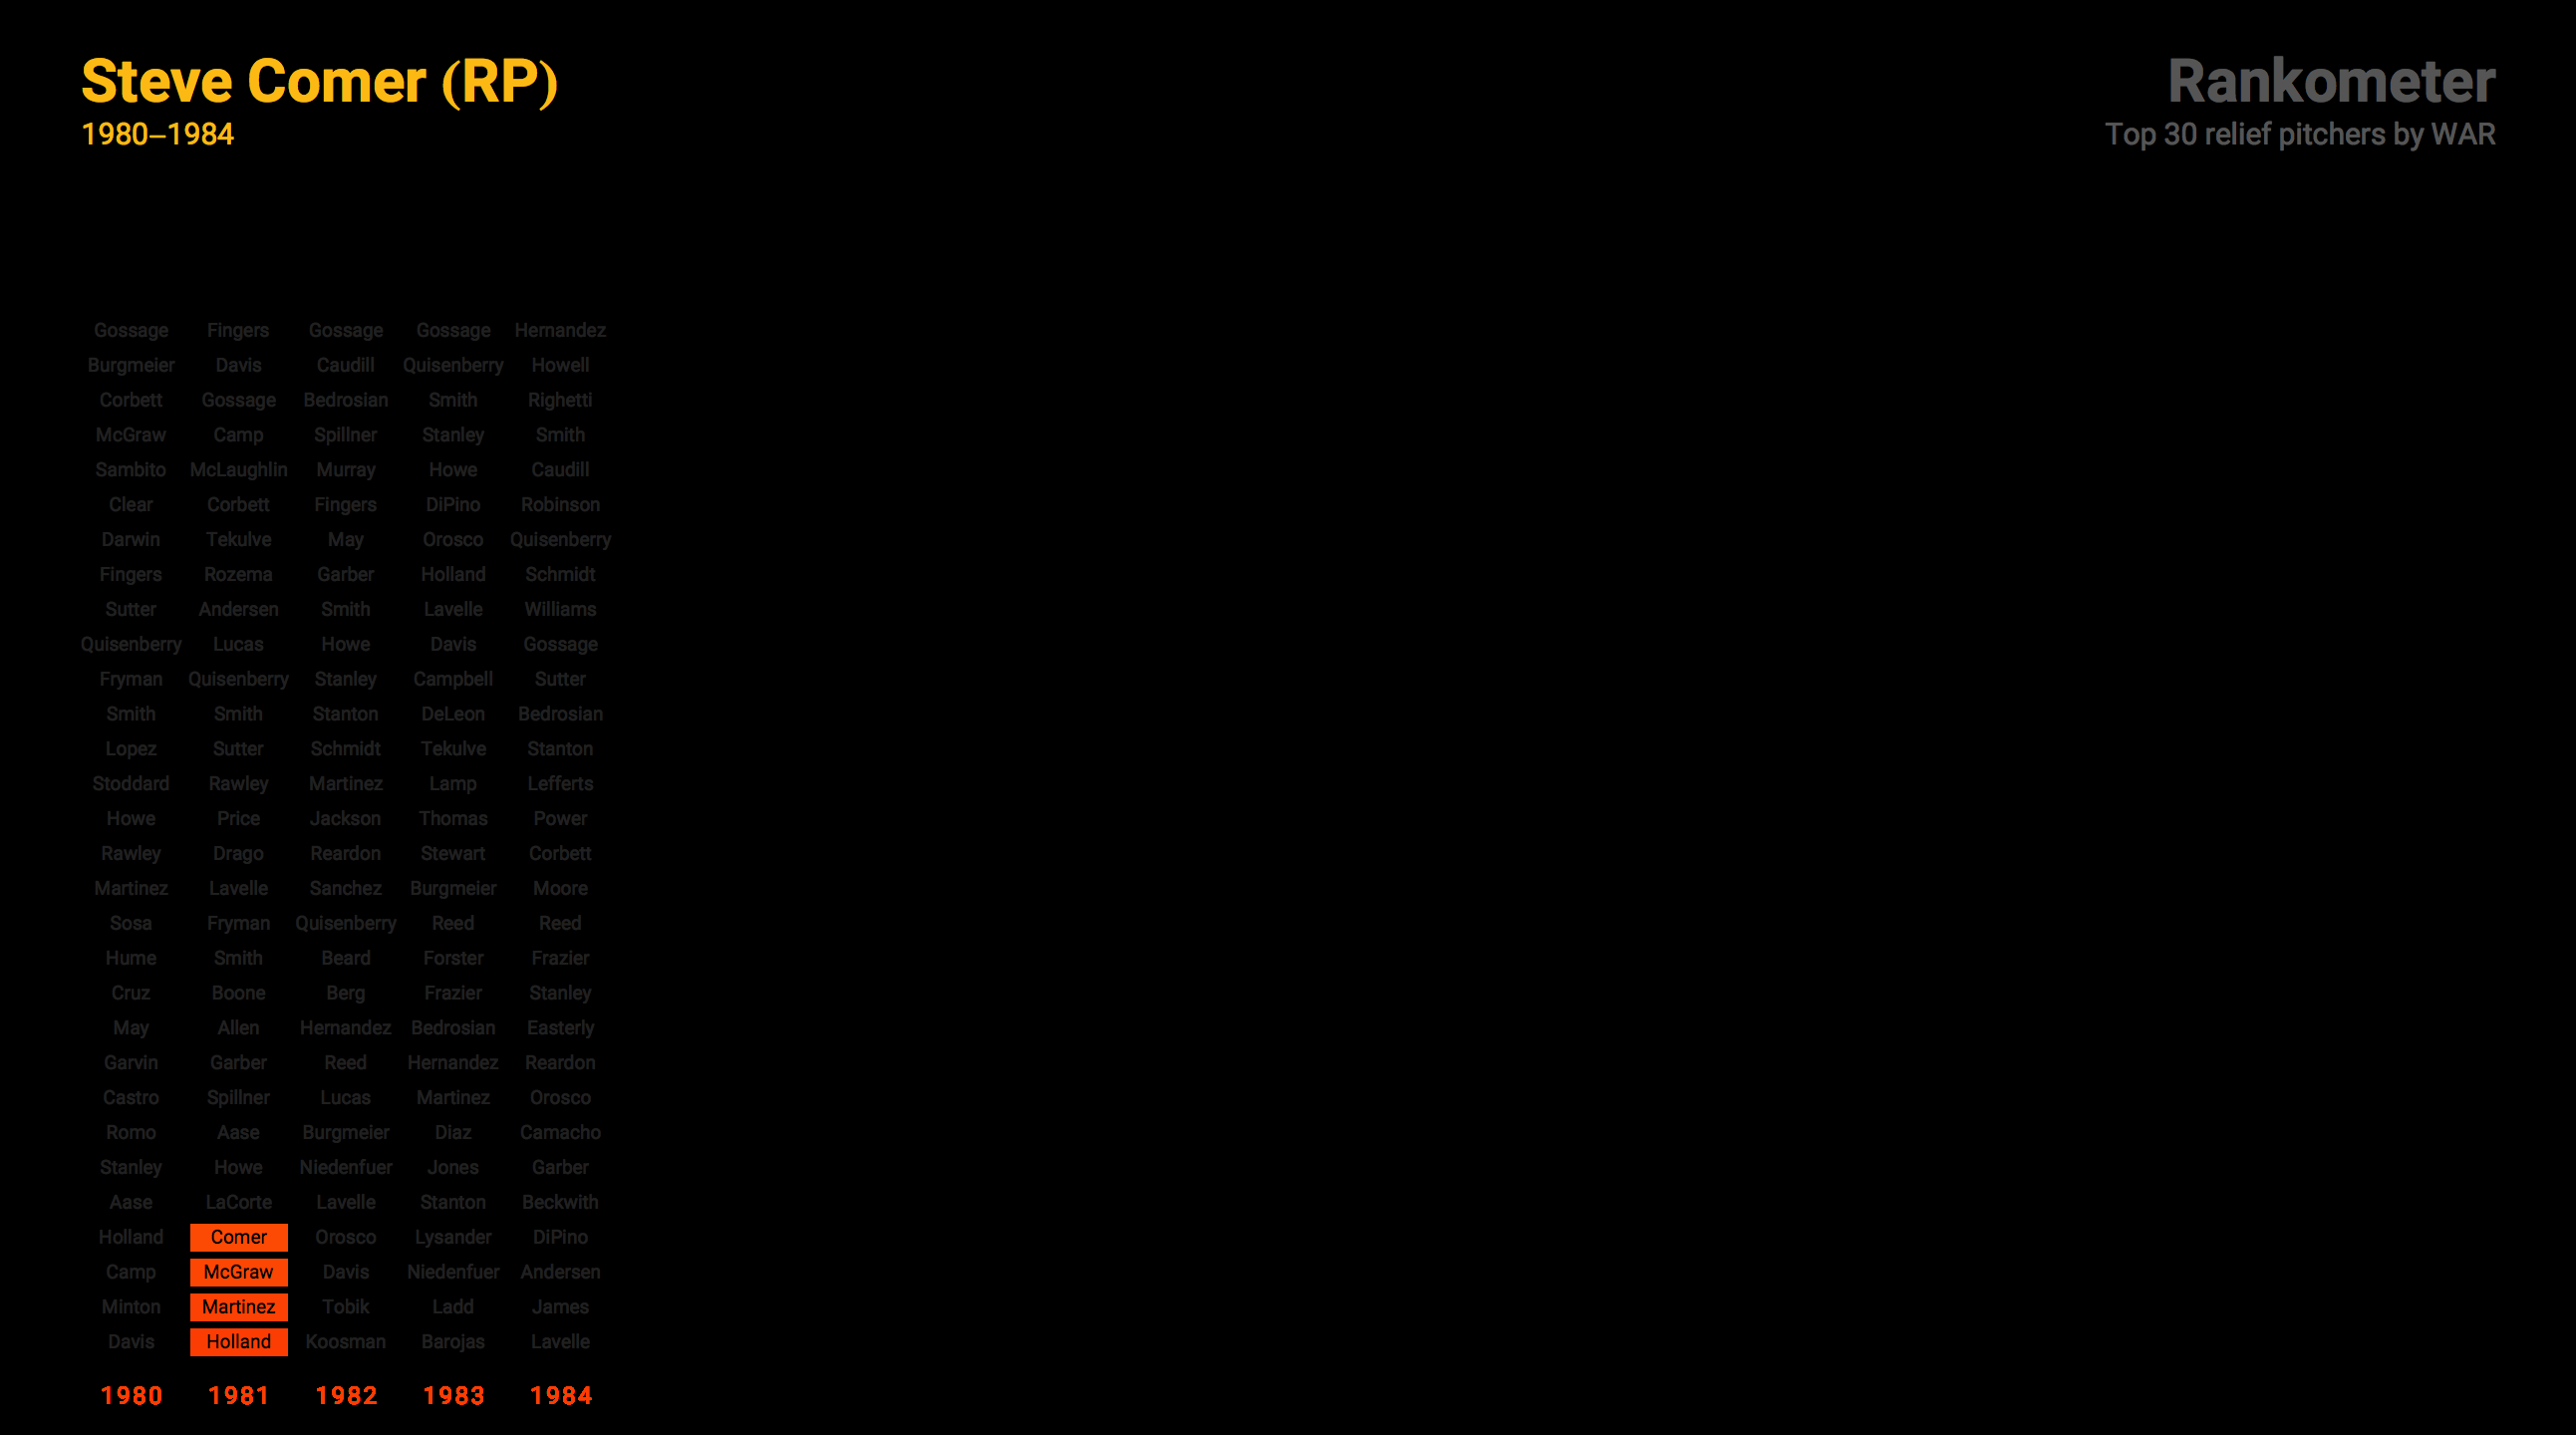 Steve Comer (RP)
1980–1984
Rankometer
Top 30 relief pitchers by WAR
Gossage Fingers Gossage Gossage Hernandez
Burgmeier Davis Caudill Quisenberry Howell
Corbett Gossage Bedrosian Smith Righetti
McGraw Camp Spillner Stanley Smith
Sambito McLaughlin Murray Howe Caudill
Clear Corbett Fingers DiPino Robinson
Darwin Tekulve May Orosco Quisenberry
Fingers Rozema Garber Holland Schmidt
Sutter Andersen Smith Lavelle Williams
Quisenberry Lucas Howe Davis Gossage
Fryman Quisenberry Stanley Campbell Sutter
Smith Smith Stanton DeLeon Bedrosian
Lopez Sutter Schmidt Tekulve Stanton
Stoddard Rawley Martinez Lamp Lefferts
Howe Price Jackson Thomas Power
Rawley Drago Reardon Stewart Corbett
Martinez Lavelle Sanchez Burgmeier Moore
Sosa Fryman Quisenberry Reed Reed
Hume Smith Beard Forster Frazier
Cruz Boone Berg Frazier Stanley
May Allen Hernandez Bedrosian Easterly
Garvin Garber Reed Hernandez Reardon
Castro Spillner Lucas Martinez Orosco
Romo Aase Burgmeier Diaz Camacho
Stanley Howe Niedenfuer Jones Garber
Aase LaCorte Lavelle Stanton Beckwith
Holland Comer Orosco Lysander DiPino
Camp McGraw Davis Niedenfuer Andersen
Minton Martinez Tobik Ladd James
Davis Holland Koosman Barojas Lavelle
1980 1981 1982 1983 1984